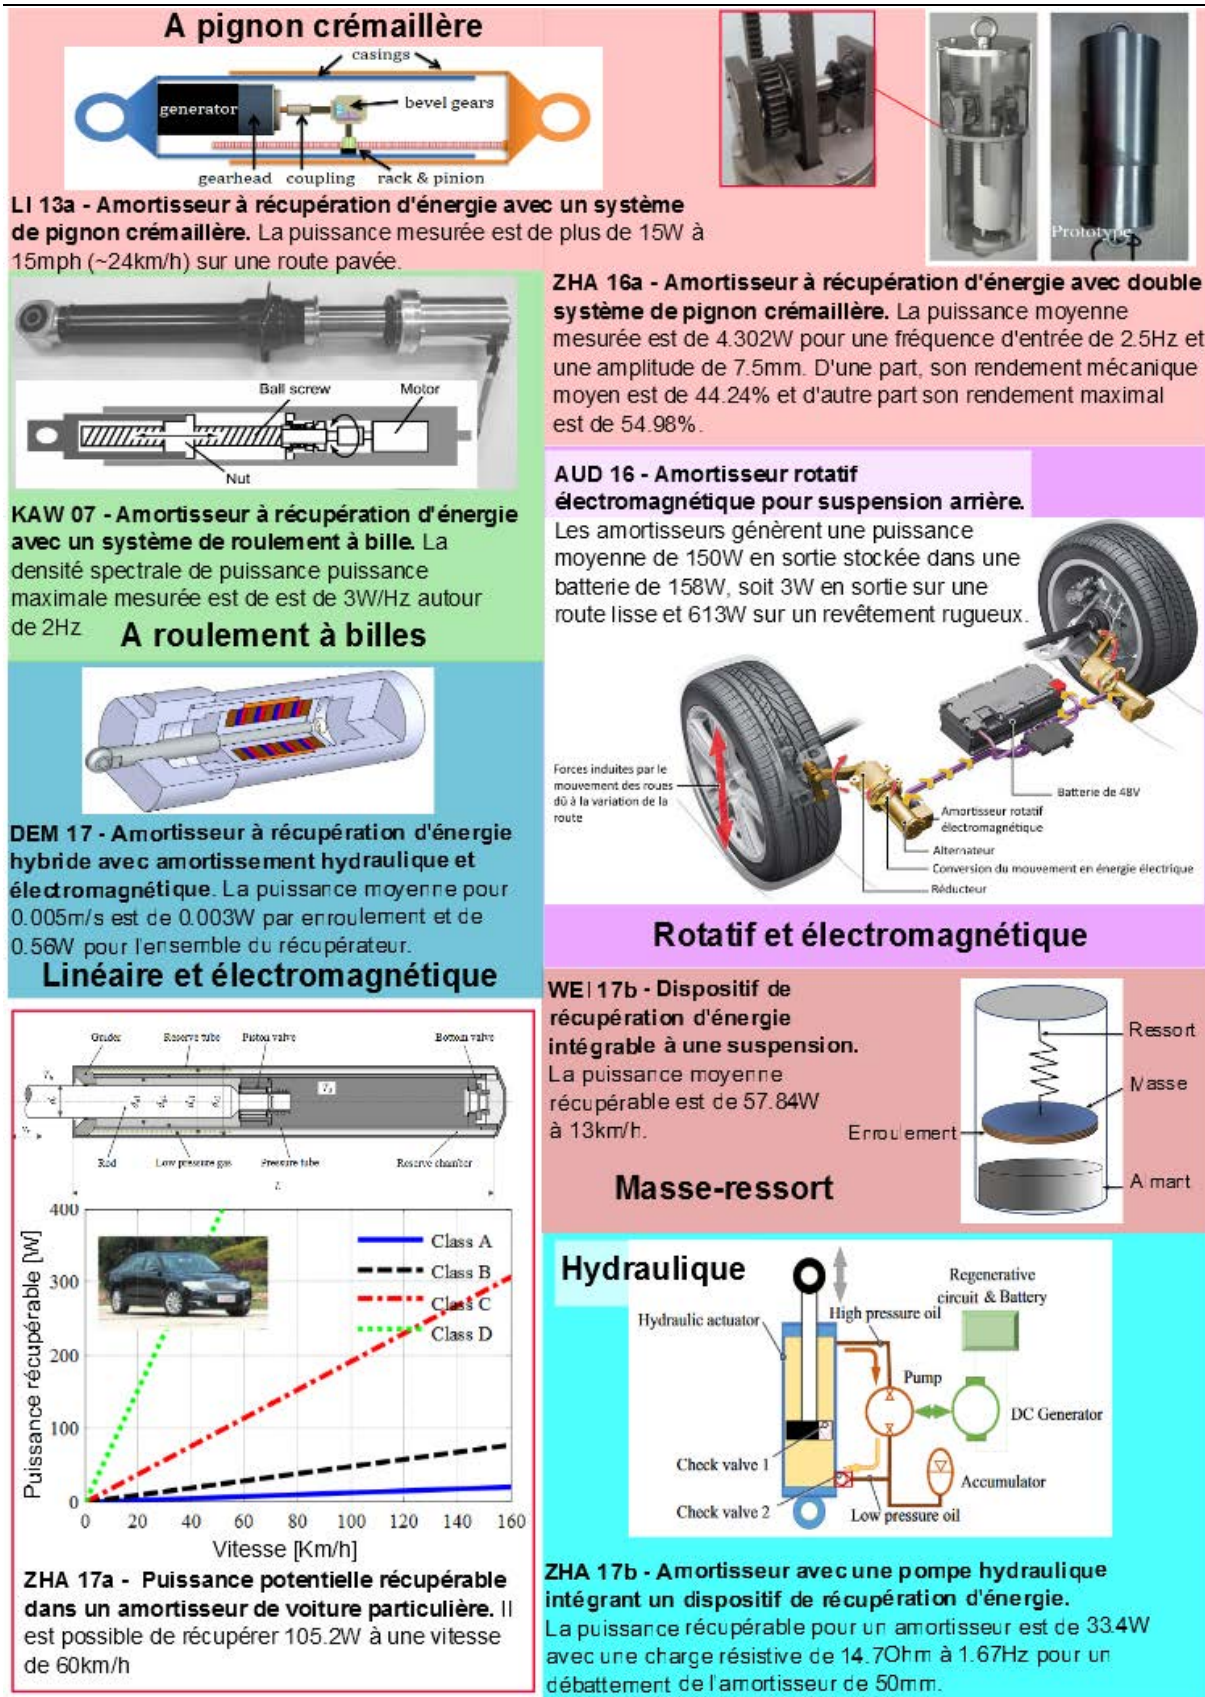 A pignon crémaillère
casings
generator
bevel gears
gearhead coupling rack & pinion
LI 13a - Amortisseur à récupération d'énergie avec un système
de pignon crémaillère. La puissance mesurée est de plus de 15W à
15mph (~24km/h) sur une route pavée.
Prototype
ZHA 16a - Amortisseur à récupération d'énergie avec double
système de pignon crémaillère. La puissance moyenne
mesurée est de 4.302W pour une fréquence d'entrée de 2.5Hz et
une amplitude de 7.5mm. D'une part, son rendement mécanique
moyen est de 44.24% et d'autre part son rendement maximal
est de 54.98%.
Ball screw
Motor
Nut
KAW 07 - Amortisseur à récupération d'énergie
avec un système de roulement à bille. La
densité spectrale de puissance puissance
maximale mesurée est de est de 3W/Hz autour
de 2Hz
A roulement à billes
AUD 16 - Amortisseur rotatif
électromagnétique pour suspension arrière.
Les amortisseurs génèrent une puissance
moyenne de 150W en sortie stockée dans une
batterie de 158W, soit 3W en sortie sur une
route lisse et 613W sur un revêtement rugueux.
Forces induites par le
mouvement des roues
dû à la variation de la
route
Batterie de 48V
Amortisseur rotatif
électromagnétique
Alternateur
Conversion du mouvement en énergie électrique
Réducteur
Rotatif et électromagnétique
DEM 17 - Amortisseur à récupération d'énergie
hybride avec amortissement hydraulique et
électromagnétique. La puissance moyenne pour
0.005m/s est de 0.003W par enroulement et de
0.56W pour l'ensemble du récupérateur.
Linéaire et électromagnétique
WEI 17b - Dispositif de
récupération d'énergie
intégrable à une suspension.
La puissance moyenne
récupérable est de 57.84W
à 13km/h.
Ressort
Masse
Enroulement
Aimant
Masse-ressort
Reserve tube
Piston valve
Bottom valve
Rod
Low pressure gas
Pressure tube
Reserve chamber
L
Puissance récupérable [W]
400
300
200
100
0
Class A
Class B
Class C
Class D
0 20 40 60 80 100 120 140 160
Vitesse [Km/h]
ZHA 17a - Puissance potentielle récupérable
dans un amortisseur de voiture particulière. Il
est possible de récupérer 105.2W à une vitesse
de 60km/h
Hydraulique
Regenerative
circuit & Battery
Hydraulic actuator
High pressure oil
Pump
DC Generator
Check valve 1
Accumulator
Check valve 2
Low pressure oil
ZHA 17b - Amortisseur avec une pompe hydraulique
intégrant un dispositif de récupération d'énergie.
La puissance récupérable pour un amortisseur est de 33.4W
avec une charge résistive de 14.7Ohm à 1.67Hz pour un
débattement de l'amortisseur de 50mm.